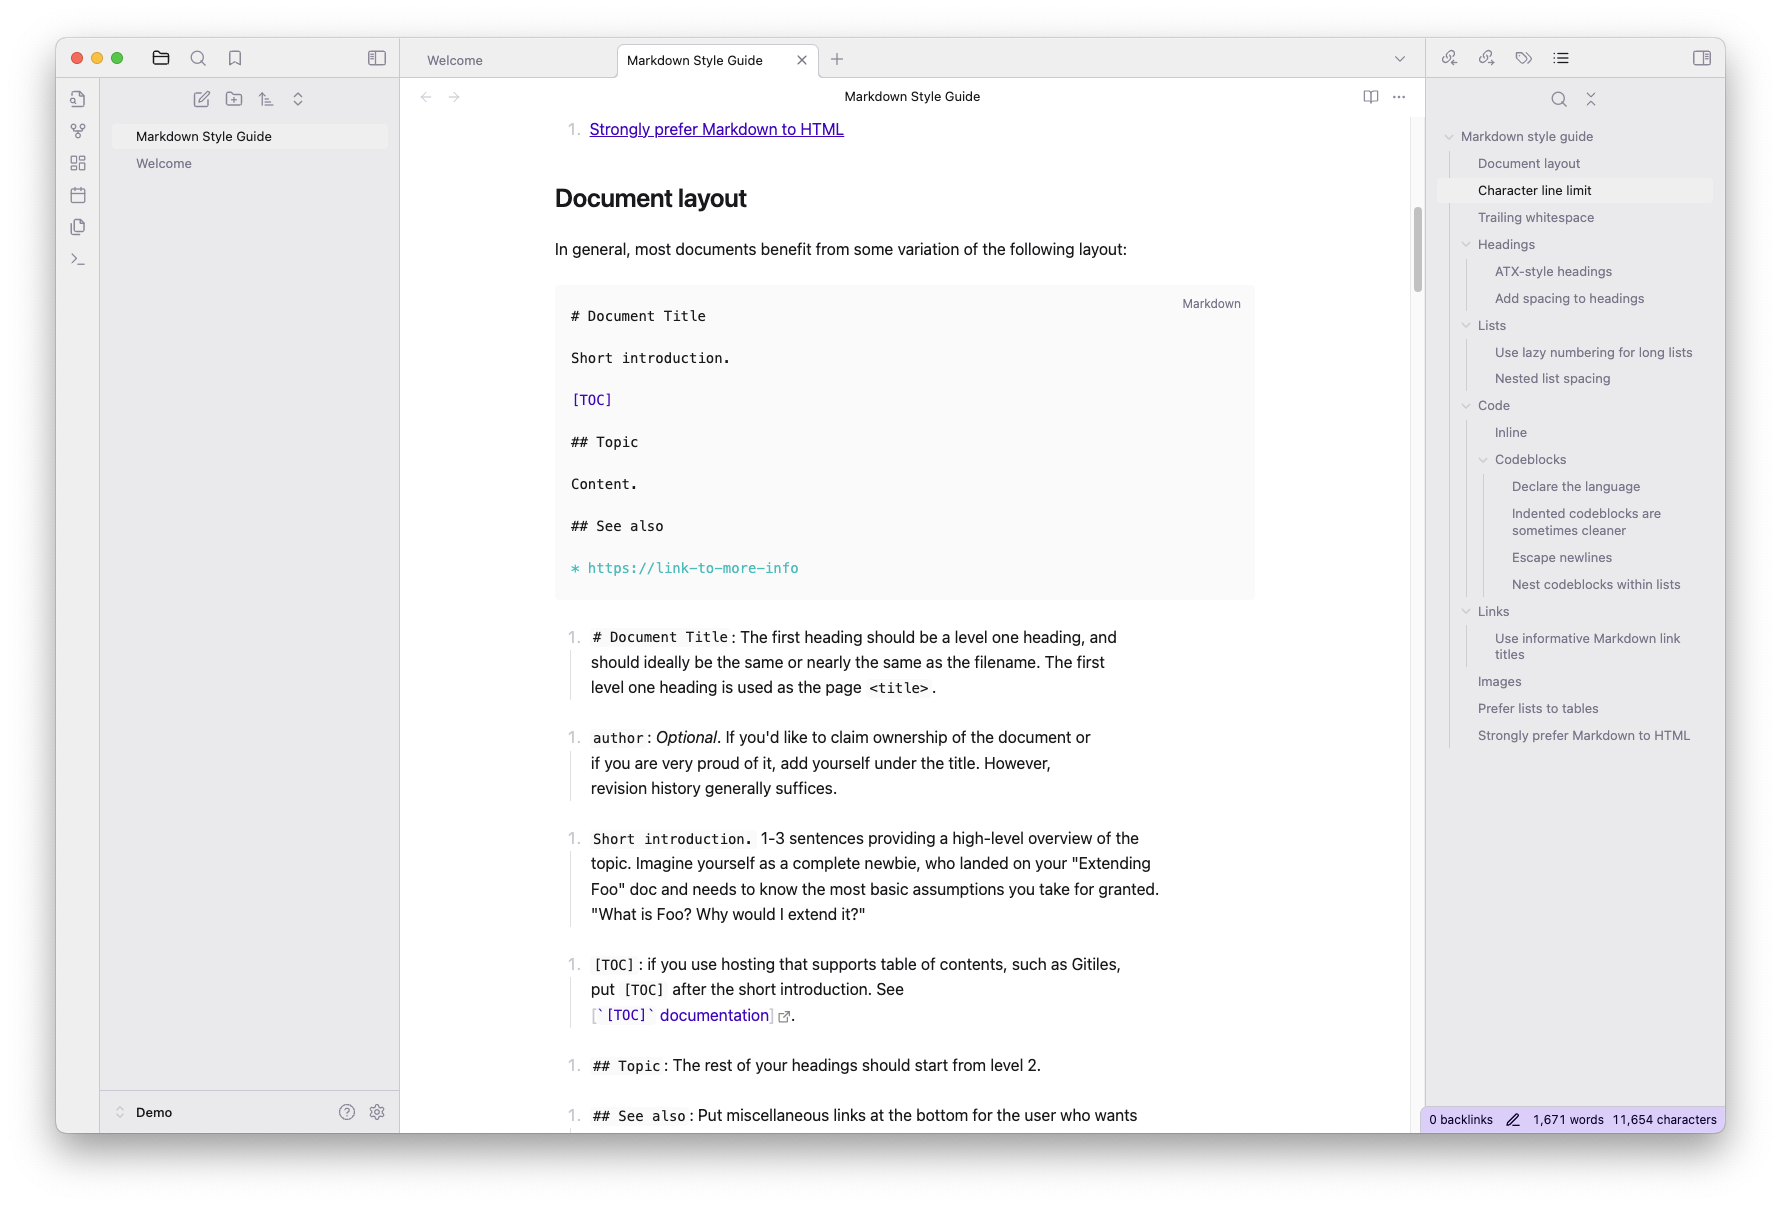 Welcome
Markdown Style Guide
Markdown Style Guide
Markdown Style Guide
Welcome
Demo
1. Strongly prefer Markdown to HTML
Document layout
In general, most documents benefit from some variation of the following layout:
Markdown
# Document Title
Short introduction.
[TOC]
## Topic
Content.
## See also
* https://link-to-more-info
1. # Document Title: The first heading should be a level one heading, and
should ideally be the same or nearly the same as the filename. The first
level one heading is used as the page <title>.
1. author: Optional. If you'd like to claim ownership of the document or
if you are very proud of it, add yourself under the title. However,
revision history generally suffices.
1. Short introduction. 1-3 sentences providing a high-level overview of the
topic. Imagine yourself as a complete newbie, who landed on your "Extending
Foo" doc and needs to know the most basic assumptions you take for granted.
"What is Foo? Why would I extend it?"
1. [TOC]: if you use hosting that supports table of contents, such as Gitiles,
put [TOC] after the short introduction. See
[`[TOC]` documentation].
1. ## Topic: The rest of your headings should start from level 2.
1. ## See also: Put miscellaneous links at the bottom for the user who wants
Markdown style guide
Document layout
Character line limit
Trailing whitespace
Headings
ATX-style headings
Add spacing to headings
Lists
Use lazy numbering for long lists
Nested list spacing
Code
Inline
Codeblocks
Declare the language
Indented codeblocks are
sometimes cleaner
Escape newlines
Nest codeblocks within lists
Links
Use informative Markdown link
titles
Images
Prefer lists to tables
Strongly prefer Markdown to HTML
0 backlinks 1,671 words 11,654 characters